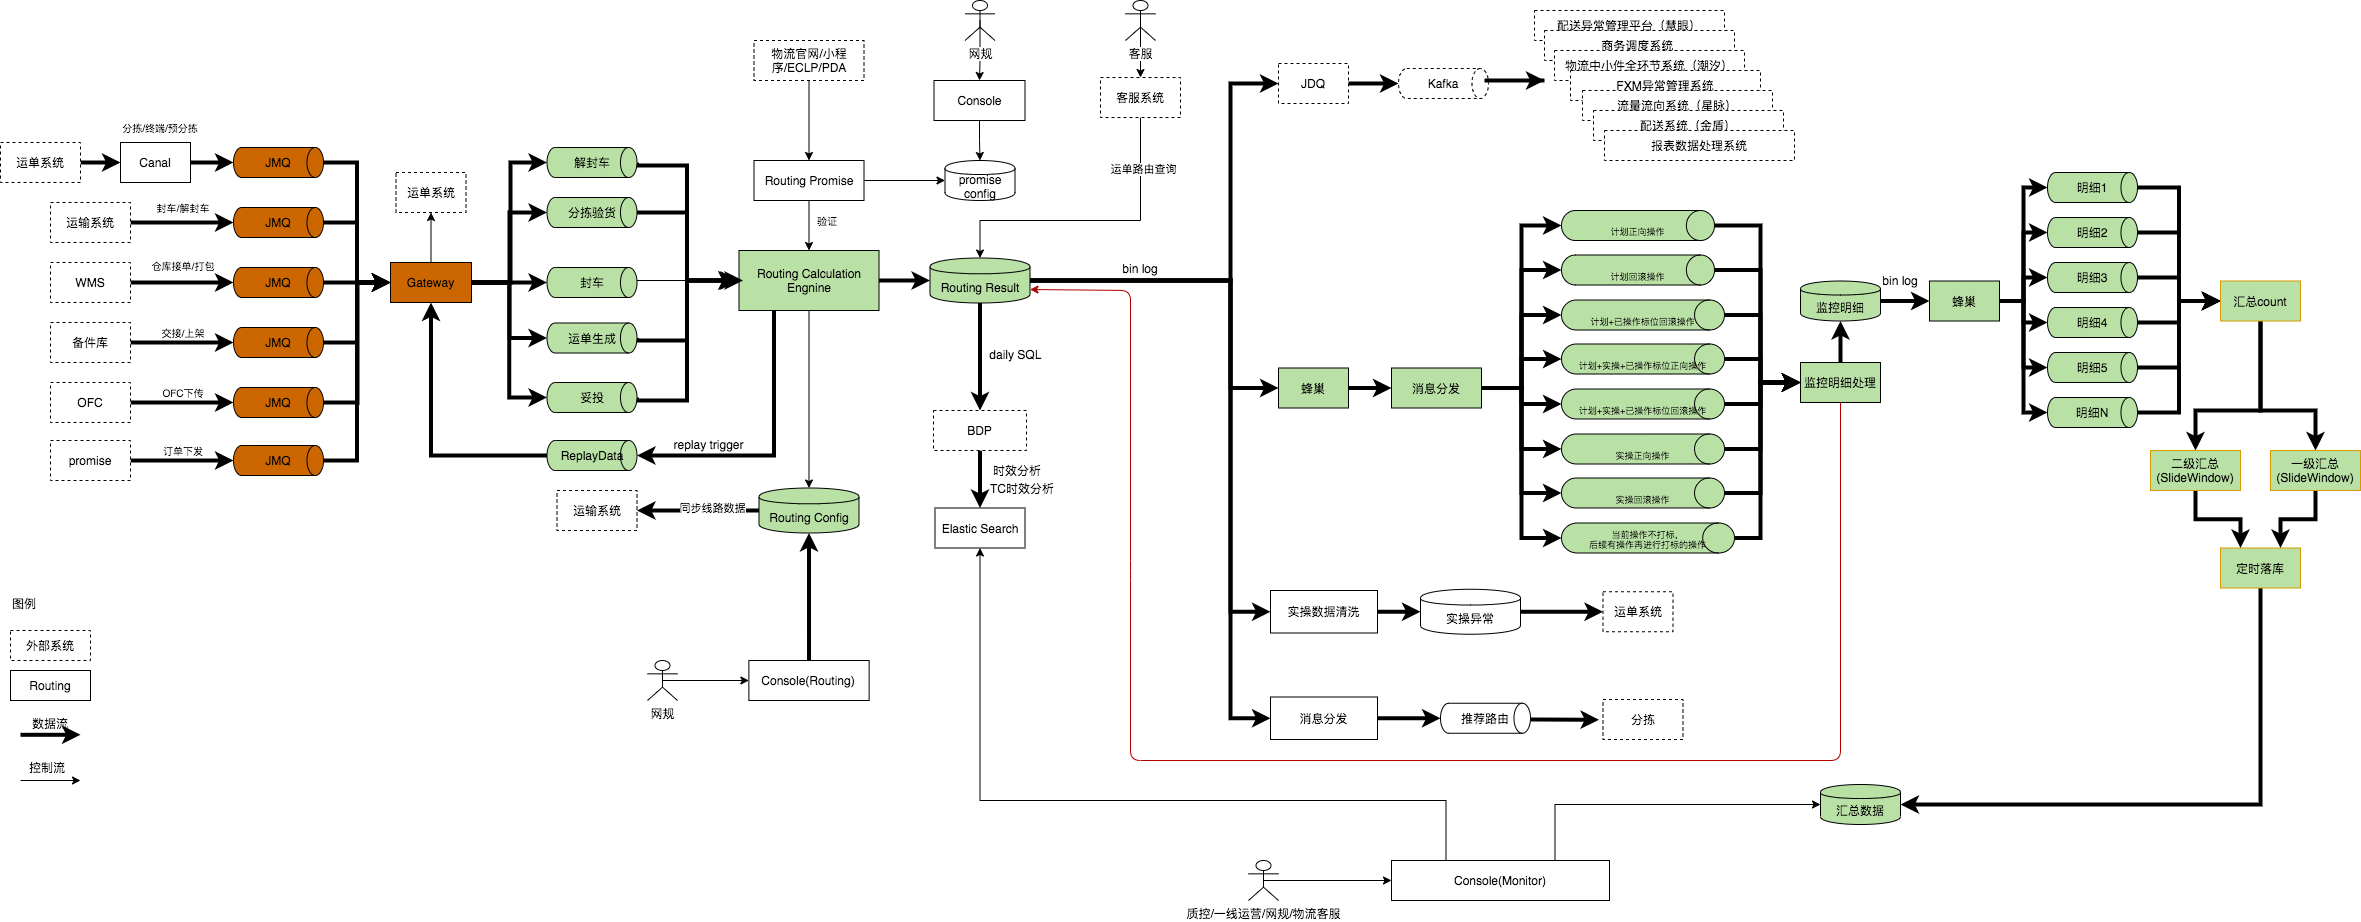 分拣/终端/预分拣
运单系统
Canal
JMQ
运输系统
封车/解封车
JMQ
WMS
仓库接单/打包
JMQ
备件库
交接/上架
JMQ
OFC
OFC下传
JMQ
promise
订单下发
JMQ
运单系统
Gateway
解封车
分拣验货
封车
运单生成
妥投
ReplayData
replay trigger
物流官网/小程
序/ECLP/PDA
Routing Promise
验证
网规
Console
promise
config
客服
客服系统
运单路由查询
Routing Calculation
Engnine
Routing Result
bin log
daily SQL
BDP
时效分析
TC时效分析
Elastic Search
运输系统
同步线路数据
Routing Config
网规
Console(Routing)
JDQ
Kafka
配送异常管理平台（慧眼）
商务调度系统
物流中小件全环节系统（潮汐）
FXM异常管理系统
流量流向系统（星脉）
配送系统（金盾）
报表数据处理系统
蜂巢
消息分发
计划正向操作
计划回滚操作
计划+已操作标位回滚操作
计划+实操+已操作标位正向操作
计划+实操+已操作标位回滚操作
实操正向操作
实操回滚操作
当前操作不打标，
后续有操作再进行打标的操作
监控明细
监控明细处理
bin log
蜂巢
明细1
明细2
明细3
明细4
明细5
明细N
汇总count
二级汇总
(SlideWindow)
一级汇总
(SlideWindow)
定时落库
实操数据清洗
实操异常
运单系统
消息分发
推荐路由
分拣
汇总数据
Console(Monitor)
质控/一线运营/网规/物流客服
图例
外部系统
Routing
数据流
控制流